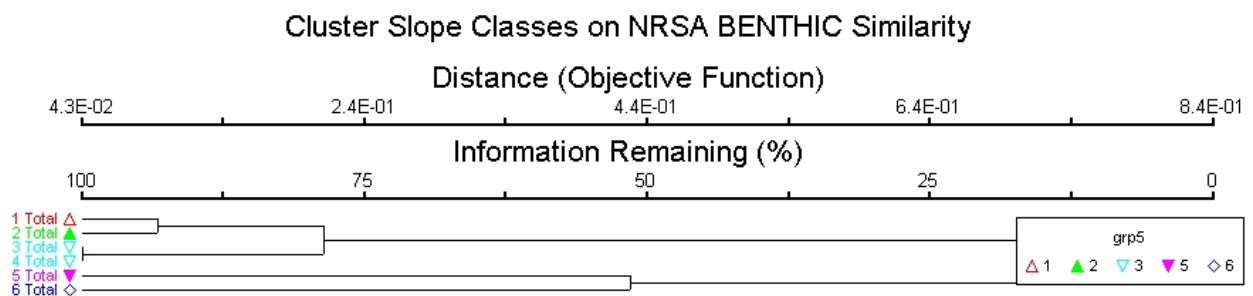 Cluster Slope Classes on NRSA BENTHIC Similarity
Distance (Objective Function)
4.3E-02 2.4E-01 4.4E-01 6.4E-01 8.4E-01
Information Remaining (%)
100 75 50 25 0
1 Total
2 Total
3 Total
4 Total
5 Total
6 Total
grp5
1 2 3 5 6